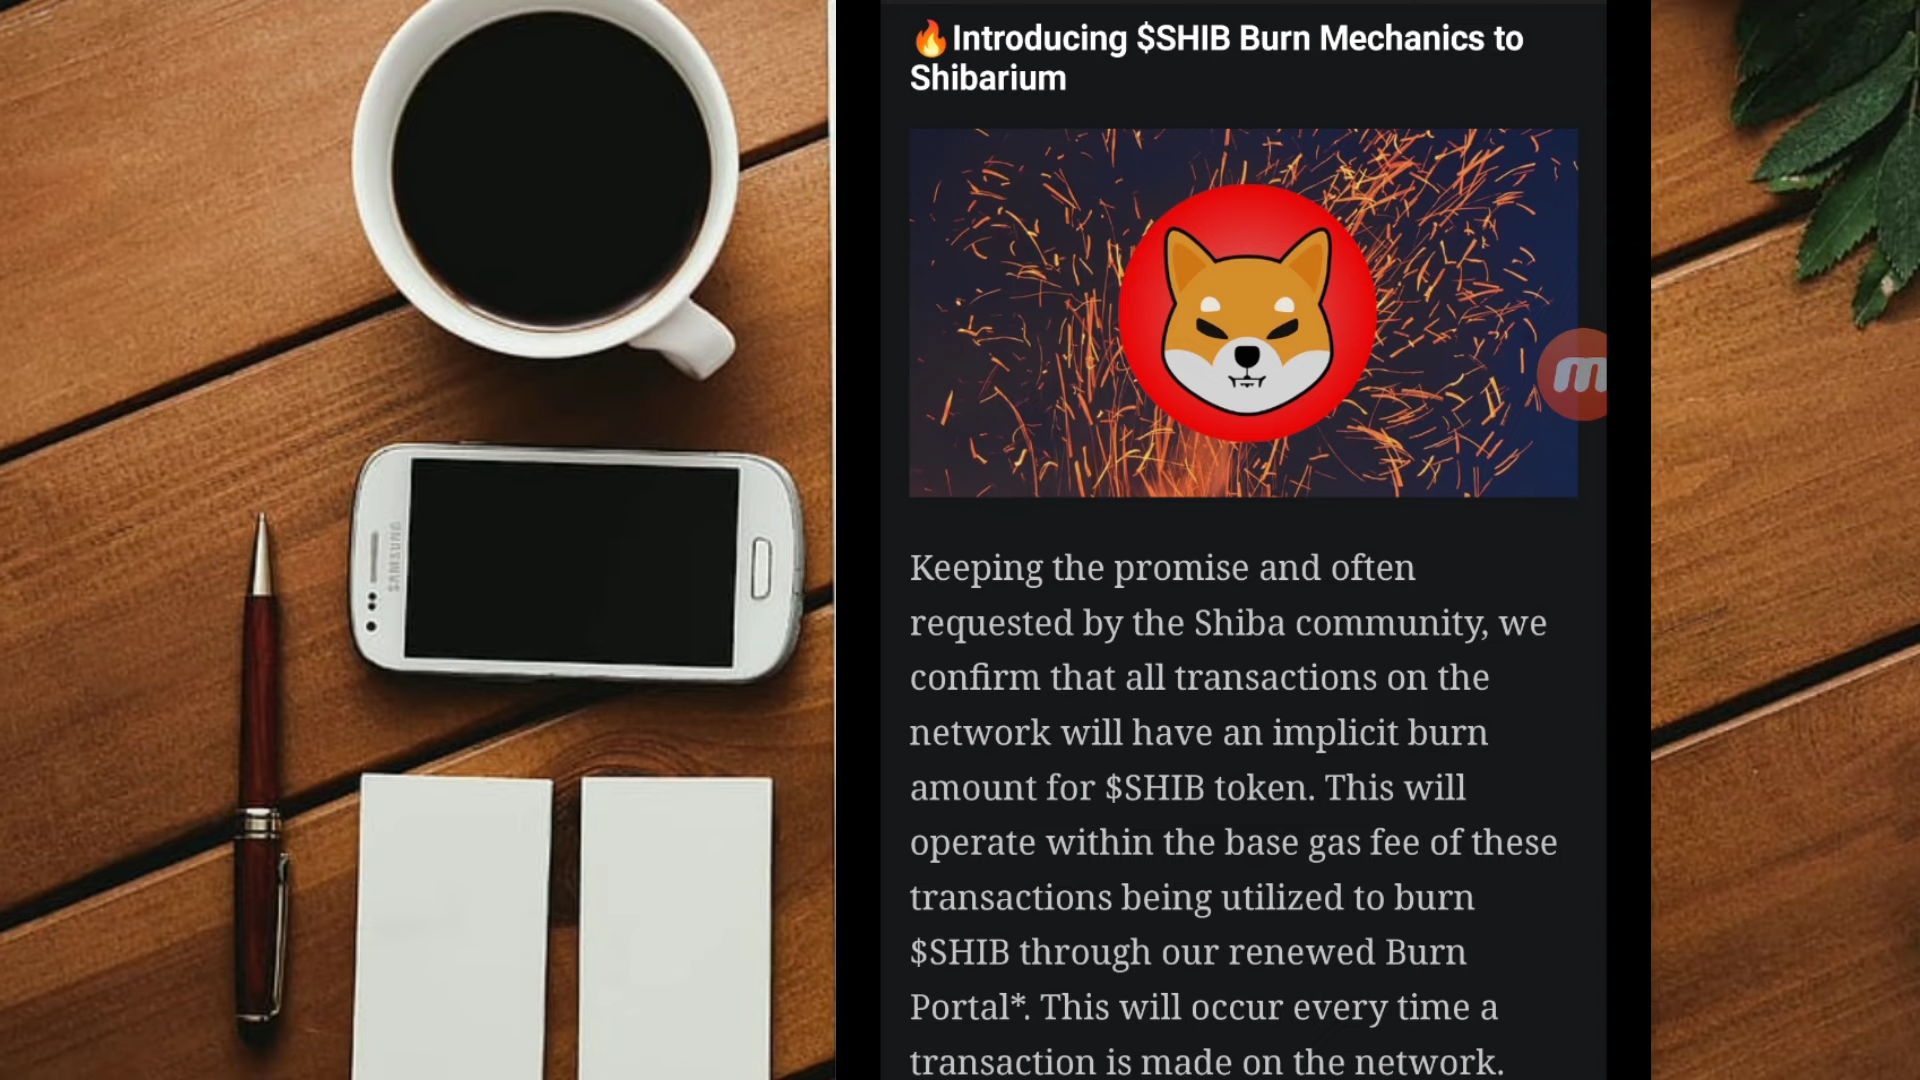 🔥Introducing $SHIB Burn Mechanics to
Shibarium
m
SAMSUNG
Keeping the promise and often
requested by the Shiba community, we
confirm that all transactions on the
network will have an implicit burn
amount for $SHIB token. This will
operate within the base gas fee of these
transactions being utilized to burn
$SHIB through our renewed Burn
Portal*. This will occur every time a
transaction is made on the network.